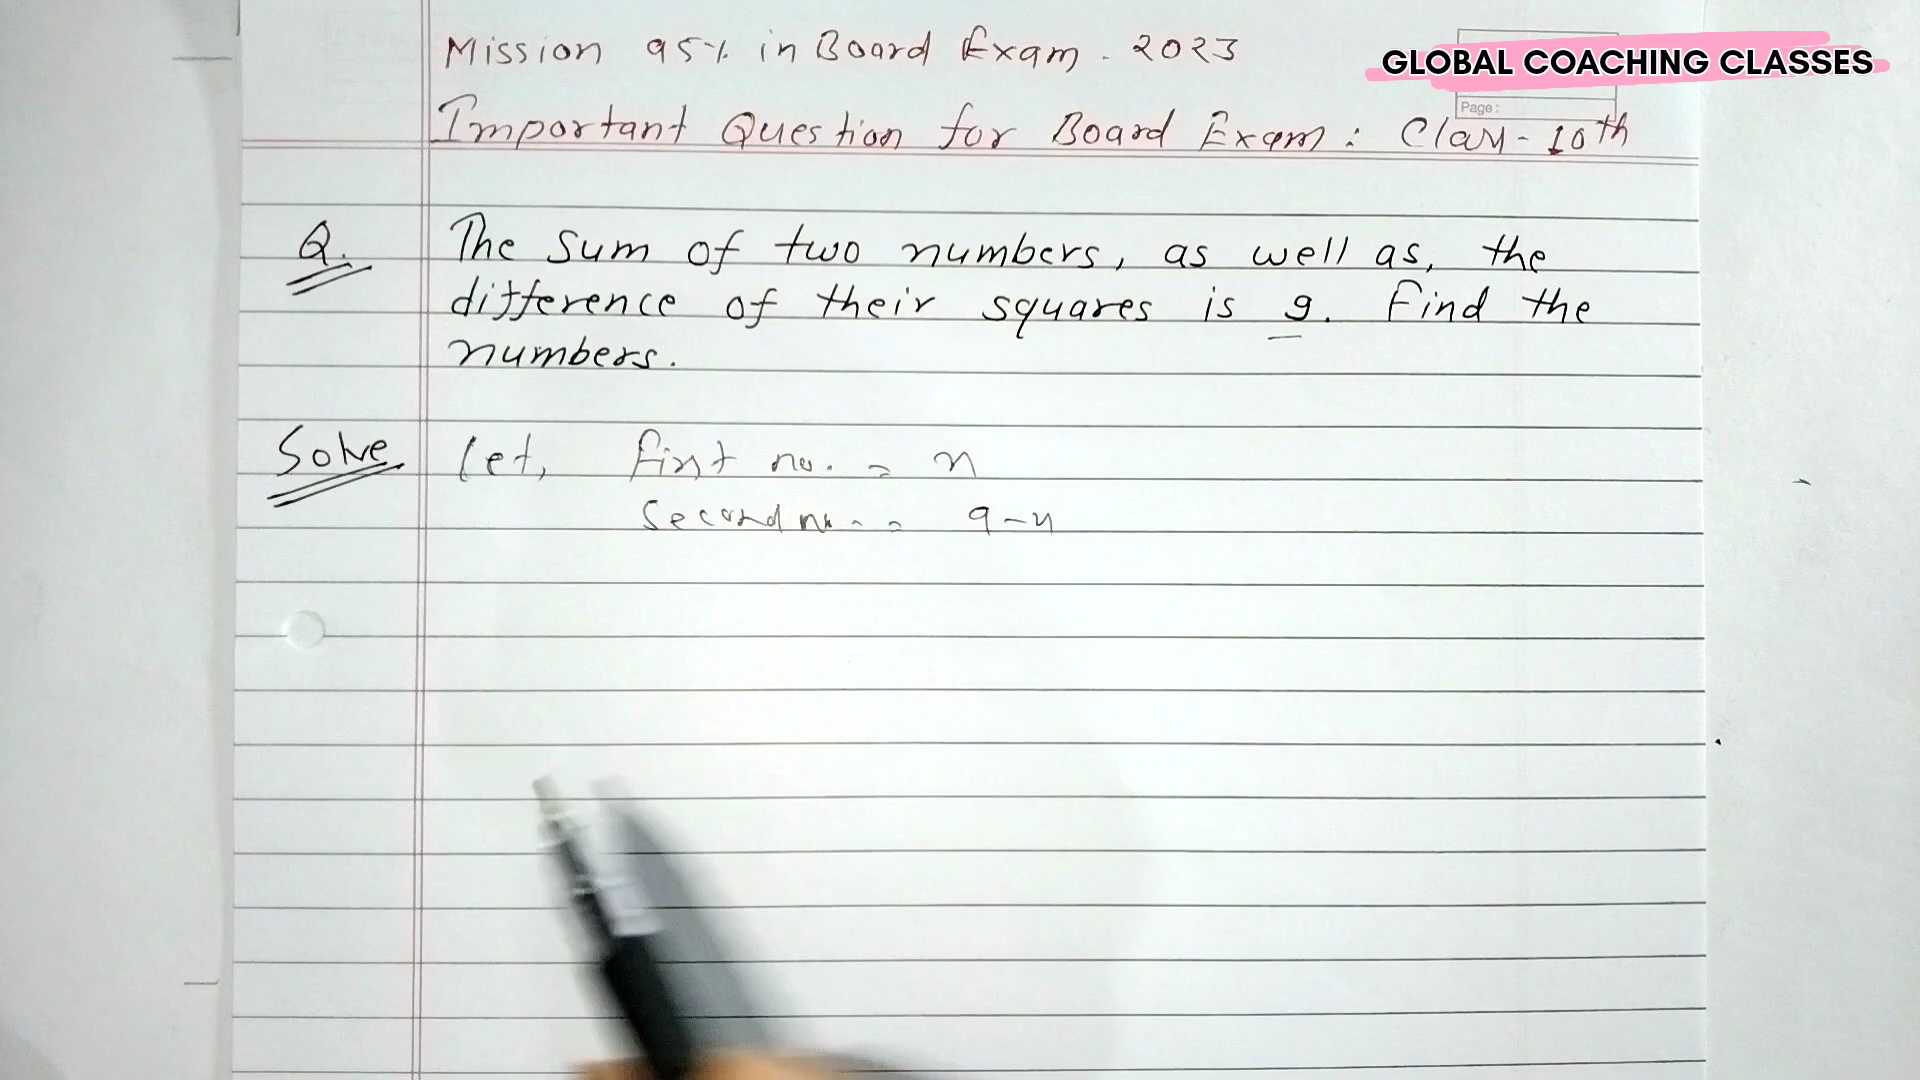 Mission 95% in Board Exam. 2023
GLOBAL COACHING CLASSES
Page:
Important Question for Board Exam: Class-10th
Q. The sum of two numbers, as well as, the
difference of their squares is 9. Find the
numbers.
Solve Let, First no. = x
Second no. = 9-x